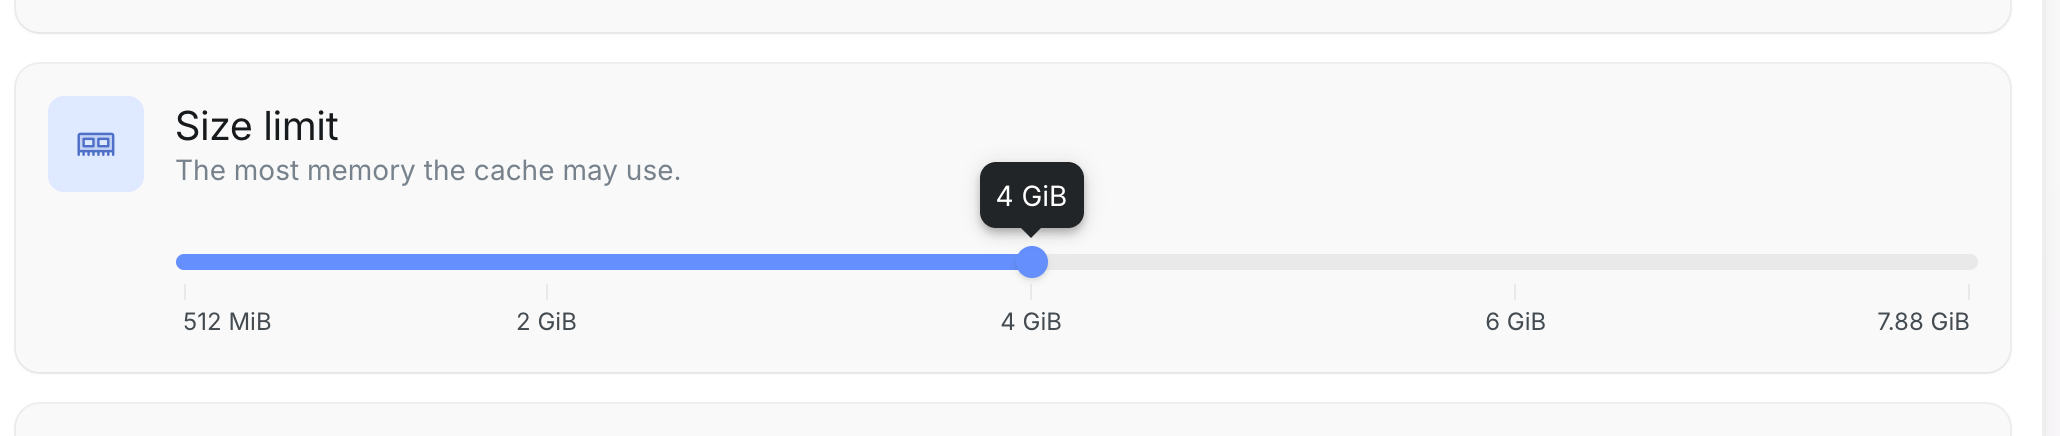 Size limit
The most memory the cache may use.
4 GiB
512 MiB
2 GiB
4 GiB
6 GiB
7.88 GiB